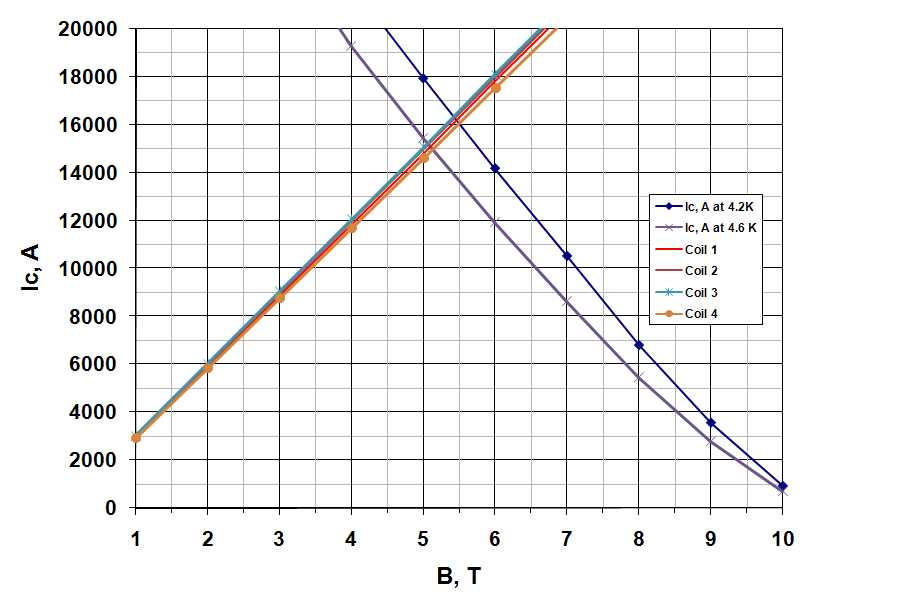 20000
18000
16000
14000
12000
10000
8000
6000
4000
2000
0
Ic, A
1 2 3 4 5 6 7 8 9 10
B, T
Ic, A at 4.2K
Ic, A at 4.6 K
Coil 1
Coil 2
Coil 3
Coil 4